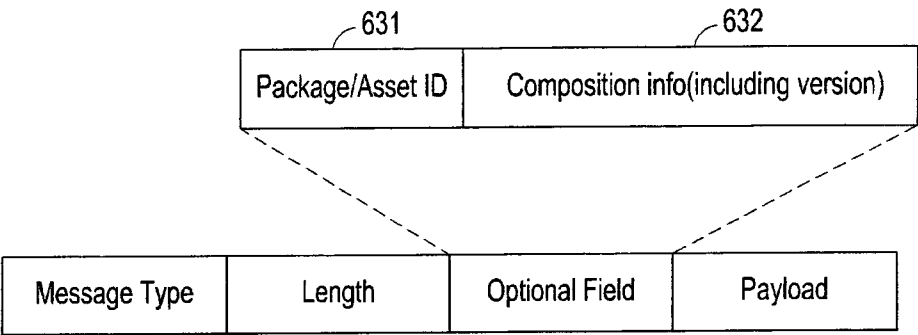 631 632
Package/Asset ID Composition info(including version)
Message Type Length Optional Field Payload